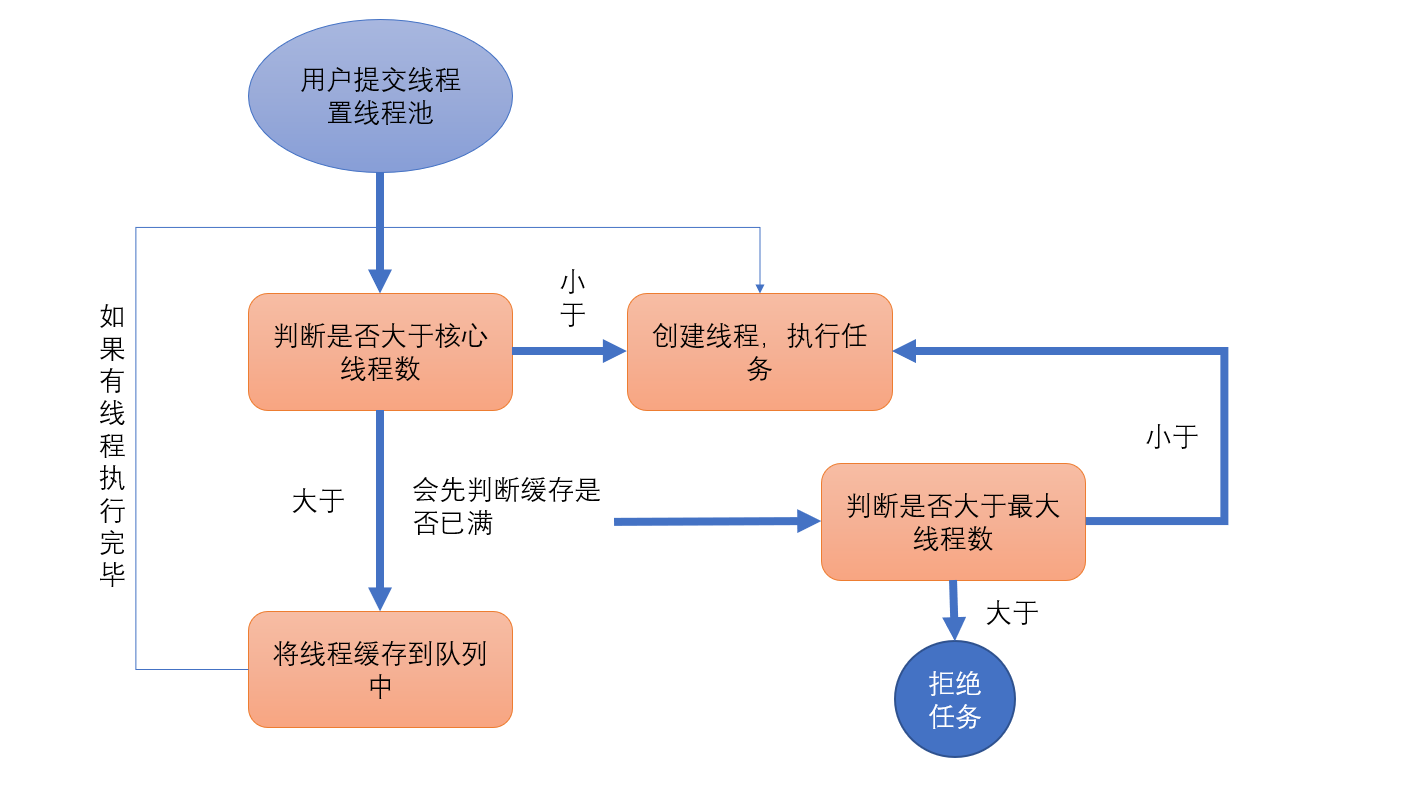 用户提交线程
置线程池
小
于
判断是否大于核心
线程数
创建线程，执行任
务
如
果
有
线
程
执
行
完
毕
小于
大于
会先判断缓存是
否已满
判断是否大于最大
线程数
大于
将线程缓存到队列
中
拒绝
任务